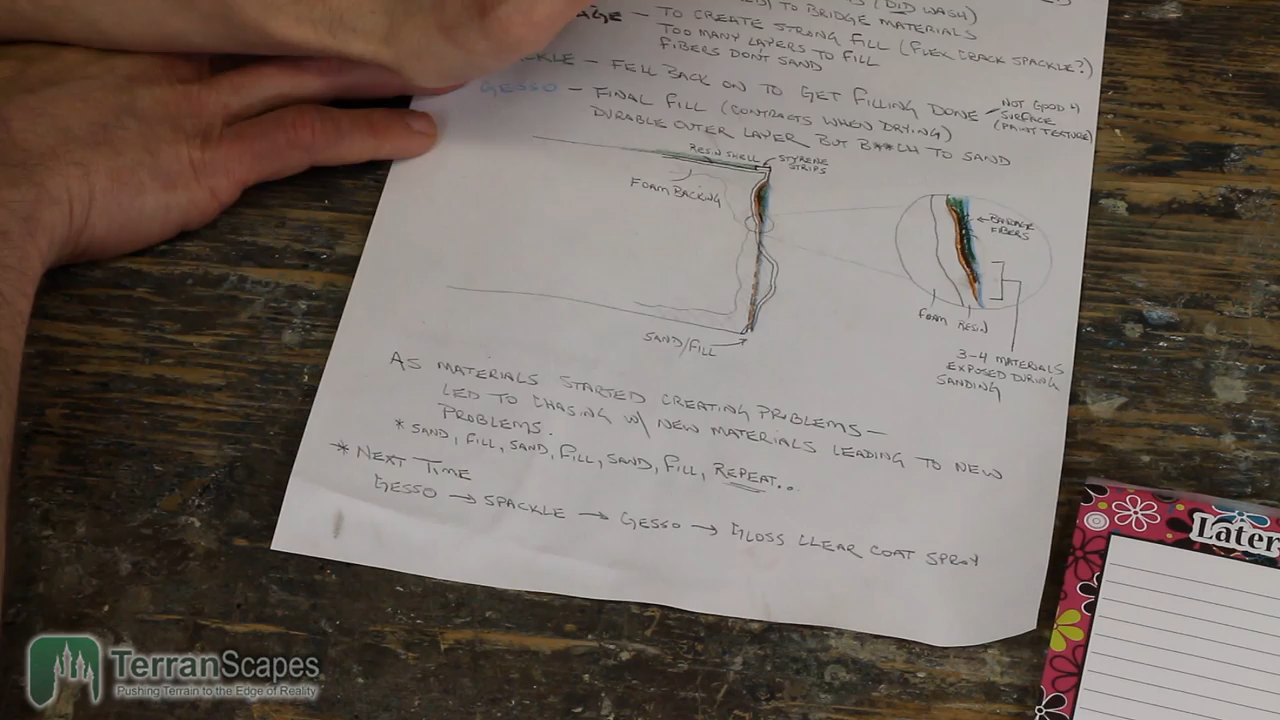 TO BRIDGE MATERIALS (DID WASH)
AGE - TO CREATE STRONG FILL (FLEX CRACK SPACKLE?)
TOO MANY LAYERS TO FILL
FIBERS DON'T SAND
CKLE - FELL BACK ON TO GET FILLING DONE
NOT GOOD 4
SURFACE
(PAINT TEXTURE)
GESSO - FINAL FILL (CONTRACTS WHEN DRYING)
DURABLE OUTER LAYER BUT B**CH TO SAND
RESIN SHELL
STYRENE
STRIPS
FOAM BACKING
BANDAGE
FIBERS
FOAM RESIN
SAND/FILL
3-4 MATERIALS
EXPOSED DURING
SANDING
AS MATERIALS STARTED CREATING PROBLEMS -
LED TO CHASING W/ NEW MATERIALS LEADING TO NEW
PROBLEMS.
* SAND, FILL, SAND, FILL, SAND, FILL, REPEAT...
* NEXT TIME
GESSO → SPACKLE → GESSO → GLOSS CLEAR COAT SPRAY
Later
TerranScapes
Pushing Terrain to the Edge of Reality